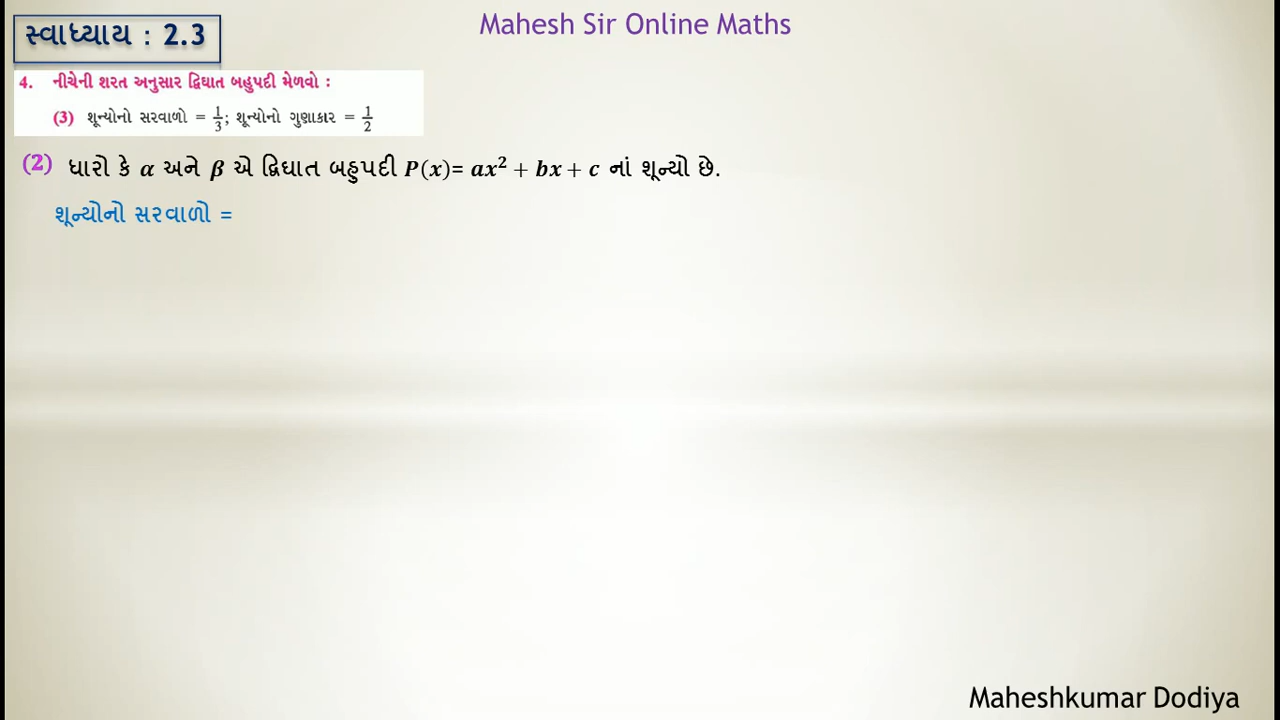 Mahesh Sir Online Maths
સ્વાધ્યાય : 2.3
4. નીચેની શરત અનુસાર દ્વિઘાત બહુપદી મેળવો :
(3) શૂન્યોનો સરવાળો = 1/3; શૂન્યોનો ગુણાકાર = 1/2
(2) ધારો કે α અને β એ દ્વિઘાત બહુપદી P(x)= ax² + bx + c નાં શૂન્યો છે.
શૂન્યોનો સરવાળો =
Maheshkumar Dodiya